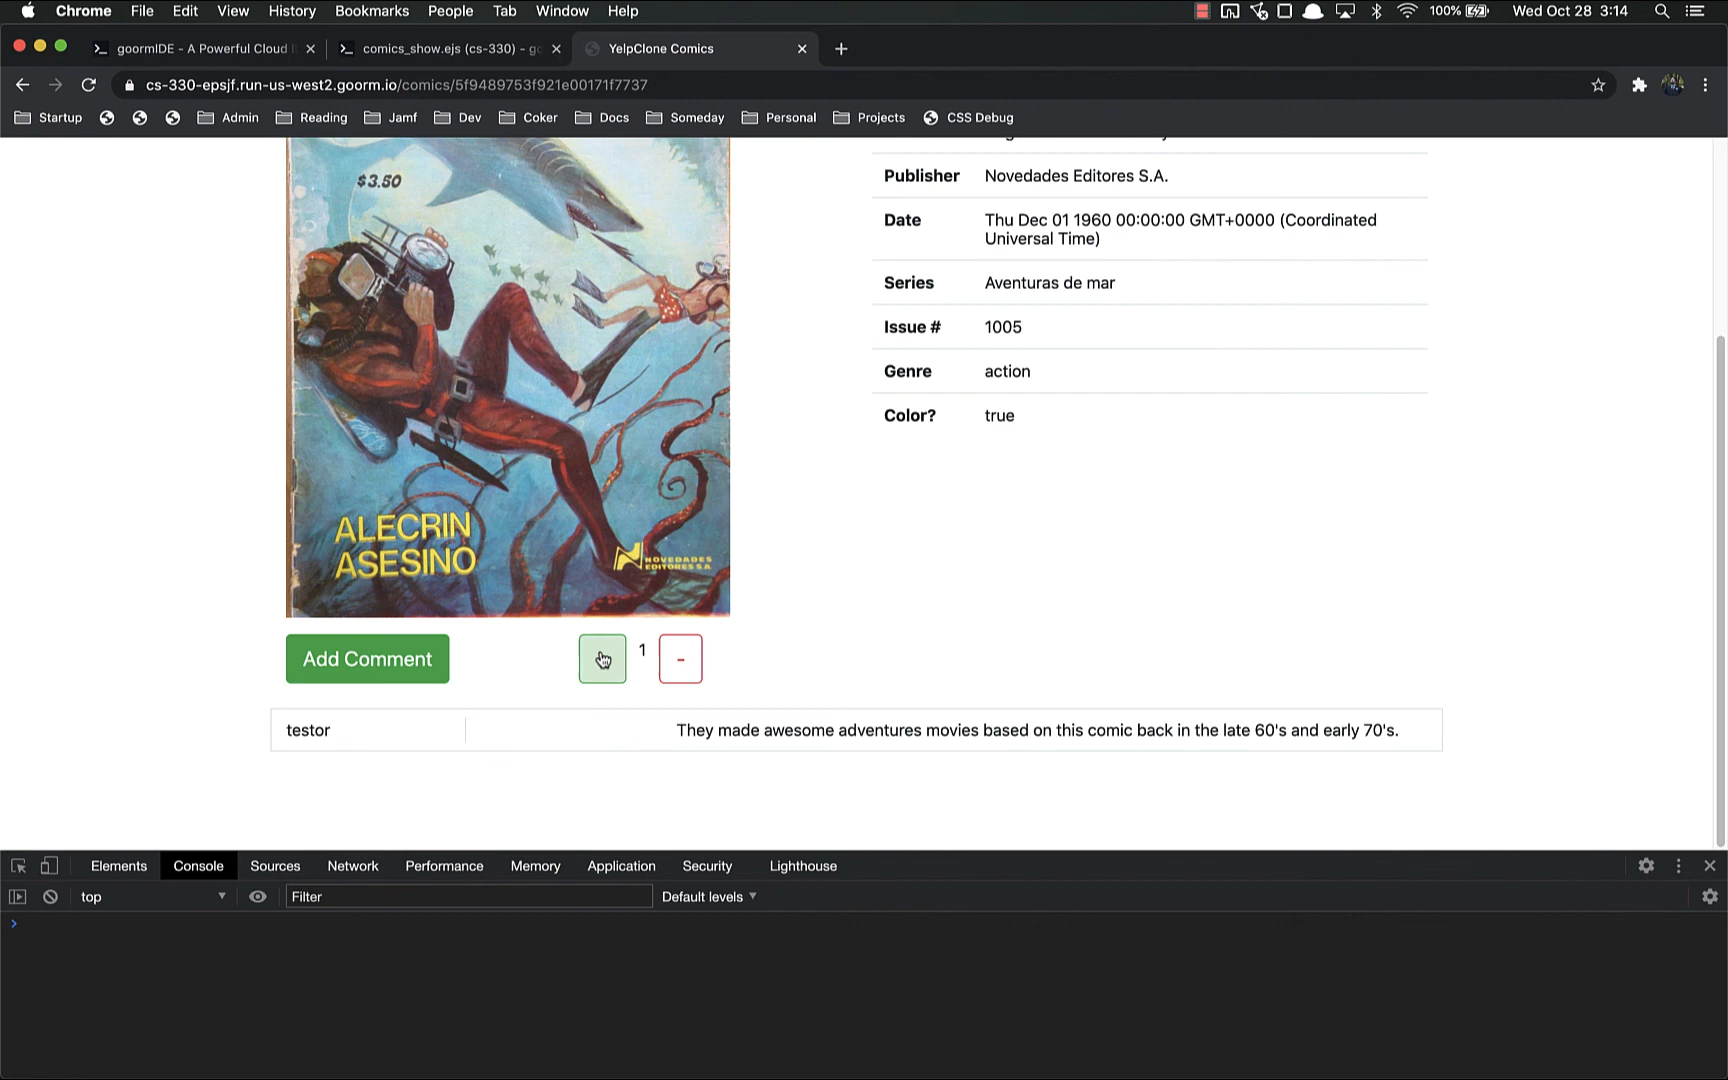 Chrome File Edit View History Bookmarks People Tab Window Help 100% Wed Oct 28 3:14
goormIDE - A Powerful Cloud I comics_show.ejs (cs-330) - go YelpClone Comics
cs-330-epsjf.run-us-west2.goorm.io/comics/5f9489753f921e00171f7737
Startup Admin Reading Jamf Dev Coker Docs Someday Personal Projects CSS Debug
$3.50
ALECRIN
ASESINO
NOVEDADES
EDITORES S.A.
Publisher Novedades Editores S.A.
Date Thu Dec 01 1960 00:00:00 GMT+0000 (Coordinated
Universal Time)
Series Aventuras de mar
Issue # 1005
Genre action
Color? true
Add Comment 1 -
testor They made awesome adventures movies based on this comic back in the late 60's and early 70's.
Elements Console Sources Network Performance Memory Application Security Lighthouse
top Filter Default levels